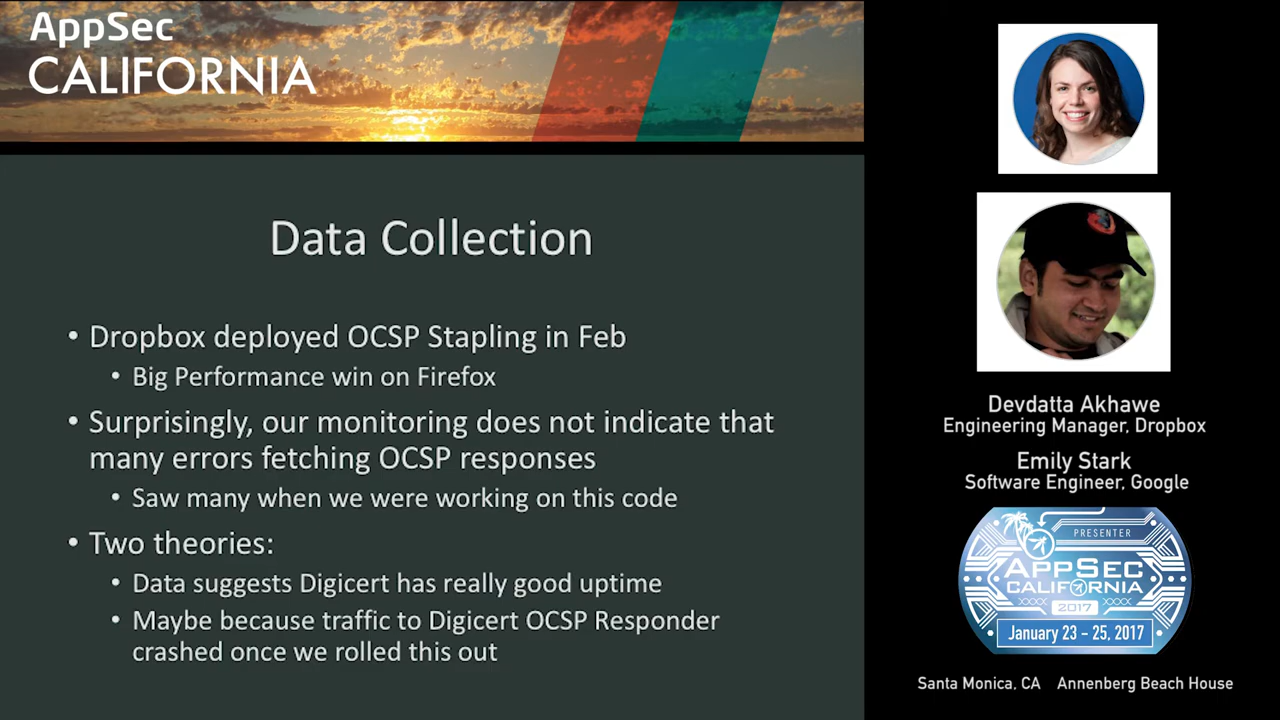 AppSec
CALIFORNIA
Data Collection
• Dropbox deployed OCSP Stapling in Feb
• Big Performance win on Firefox
• Surprisingly, our monitoring does not indicate that
many errors fetching OCSP responses
• Saw many when we were working on this code
• Two theories:
• Data suggests Digicert has really good uptime
• Maybe because traffic to Digicert OCSP Responder
crashed once we rolled this out
Devdatta Akhawe
Engineering Manager, Dropbox
Emily Stark
Software Engineer, Google
PRESENTER
APPSEC
CALIFORNIA
2017
January 23 - 25, 2017
Santa Monica, CA Annenberg Beach House